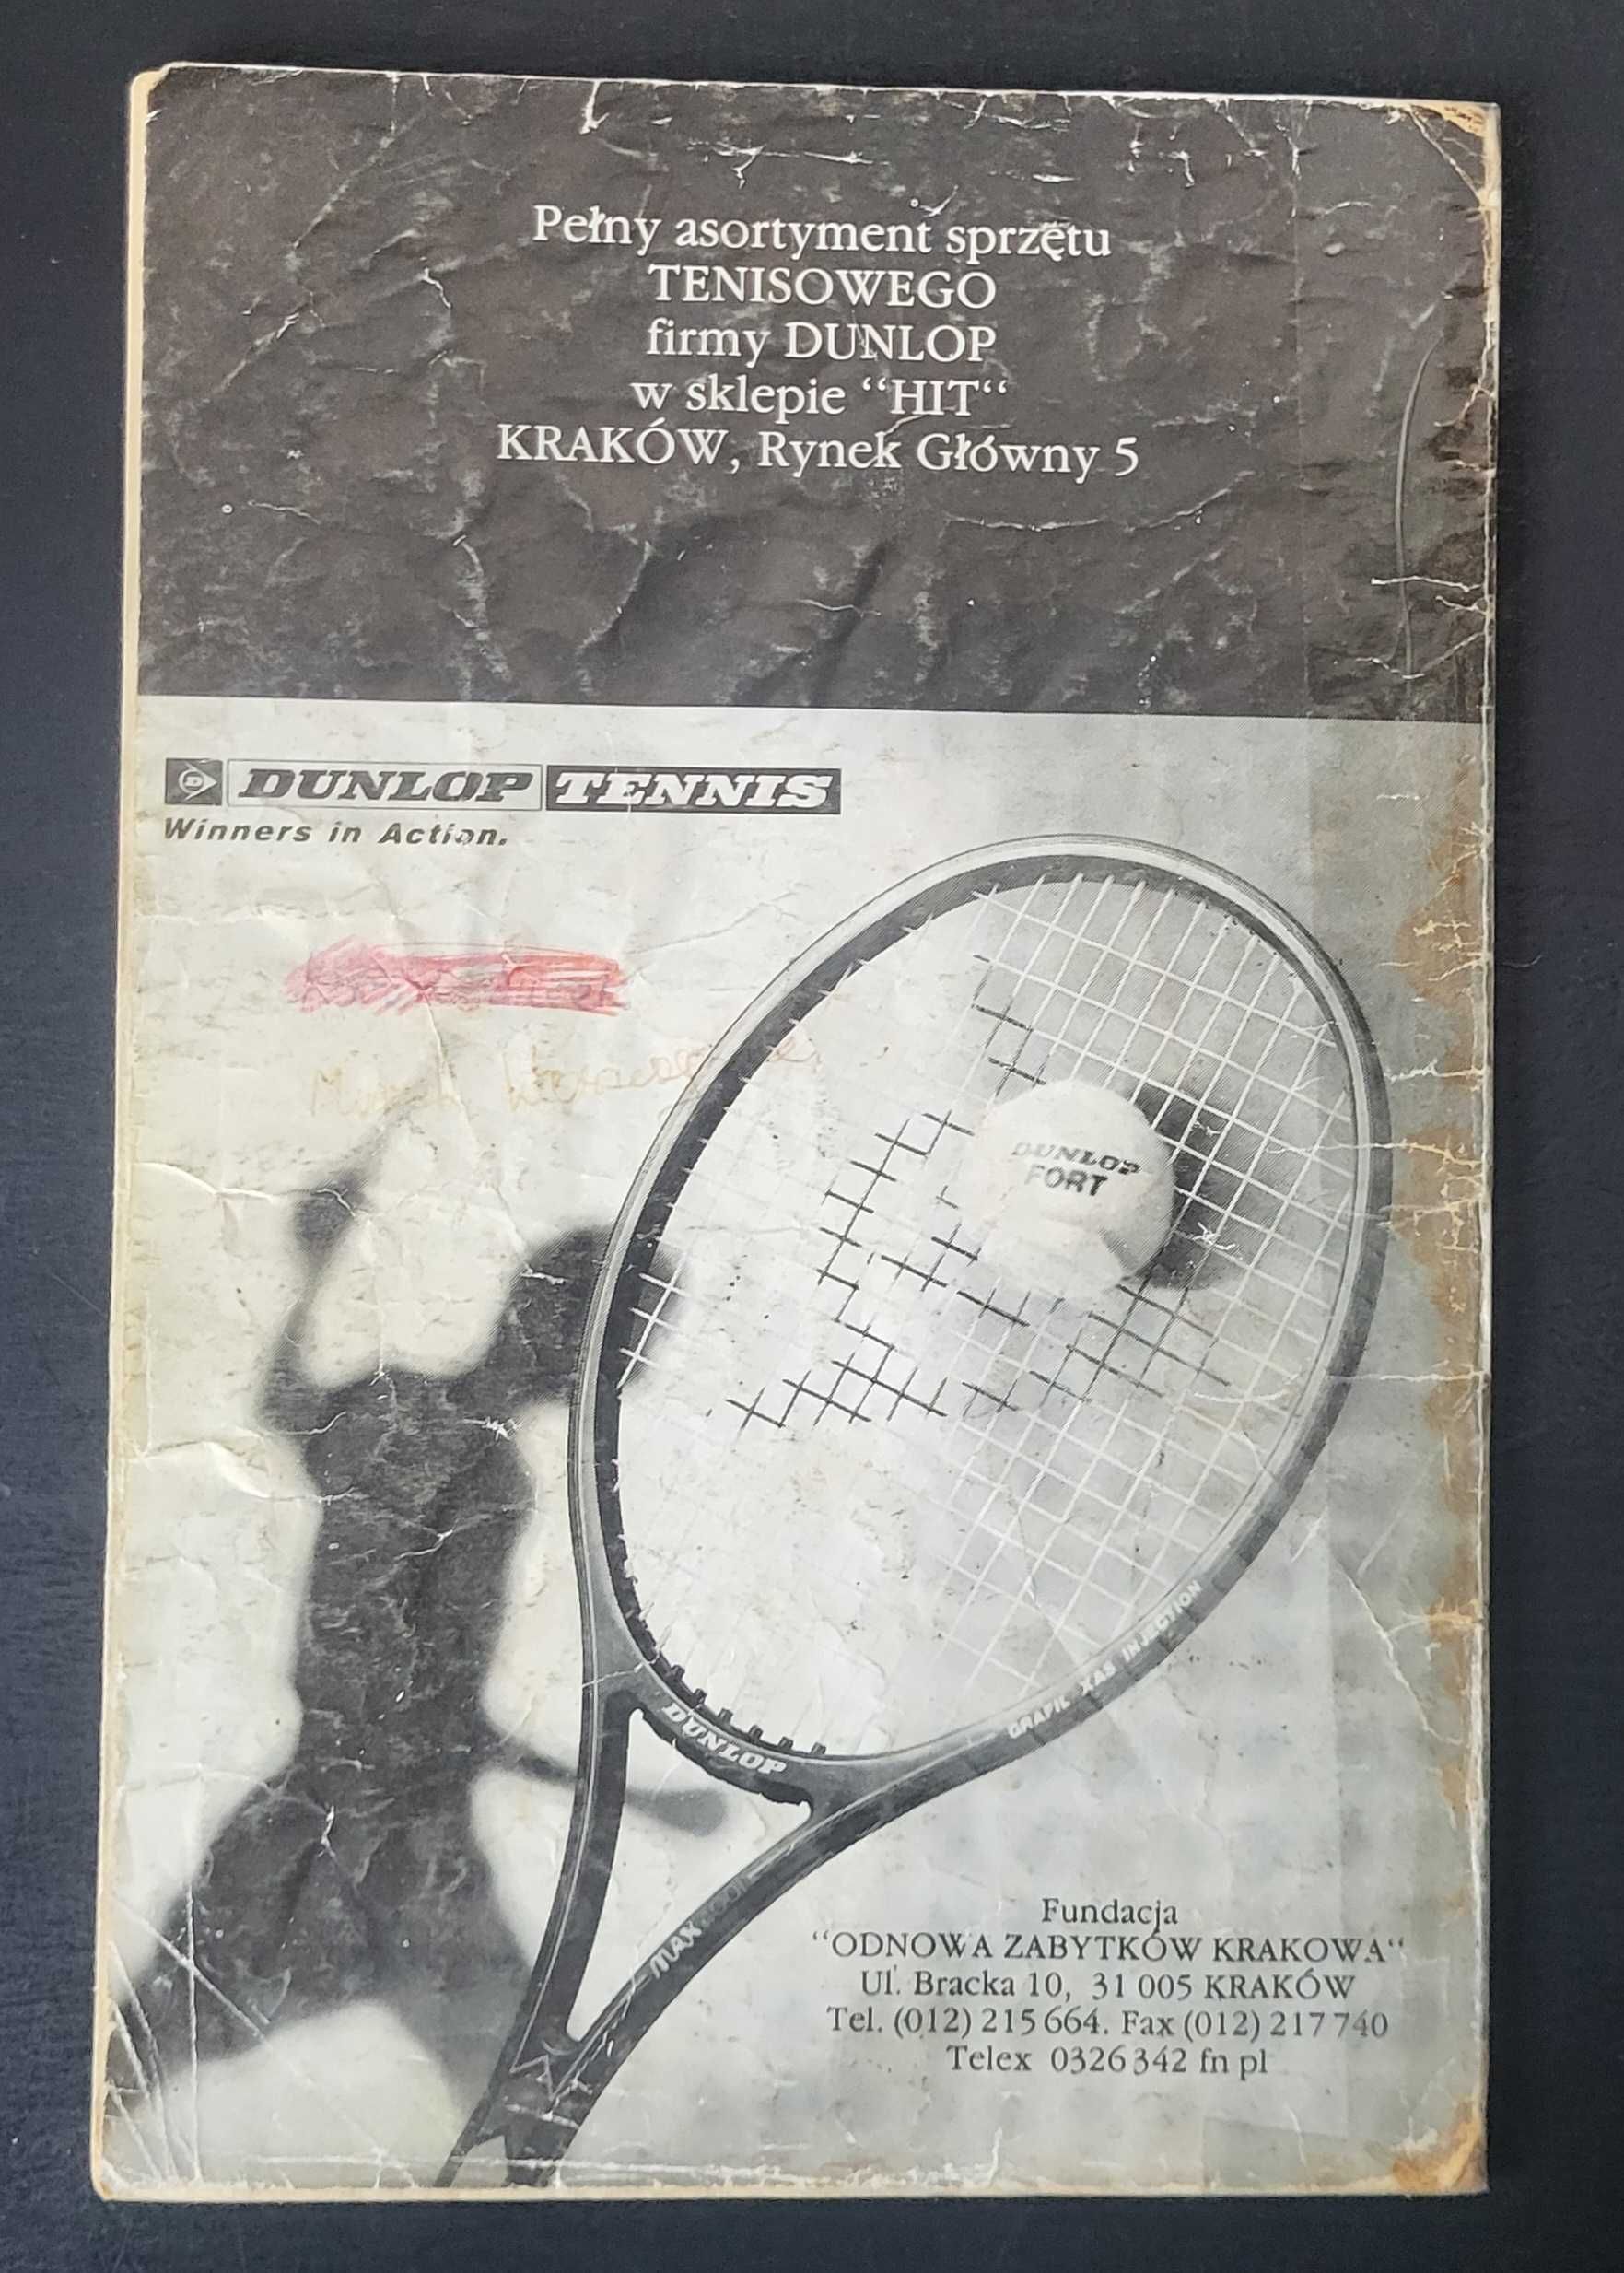 Pełny asortyment sprzętu
TENISOWEGO
firmy DUNLOP
w sklepie “HIT“
KRAKÓW, Rynek Główny 5
D DUNLOP TENNIS
Winners in Action.
DUNLOP
FORT
GRAFIL XAS INJECTION
DUNLOP
MAX
Fundacja
“ODNOWA ZABYTKÓW KRAKOWA“
Ul. Bracka 10, 31 005 KRAKÓW
Tel. (012) 215 664. Fax (012) 217 740
Telex 0326 342 fn pl